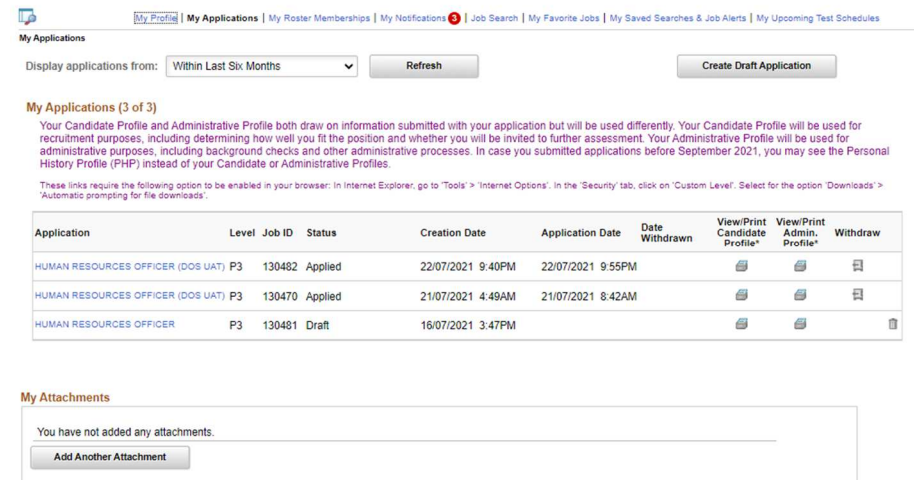 My Profile | My Applications | My Roster Memberships | My Notifications 3 | Job Search | My Favorite Jobs | My Saved Searches & Job Alerts | My Upcoming Test Schedules
My Applications
Display applications from: Within Last Six Months Refresh Create Draft Application
My Applications (3 of 3)
Your Candidate Profile and Administrative Profile both draw on information submitted with your application but will be used differently. Your Candidate Profile will be used for
recruitment purposes, including determining how well you fit the position and whether you will be invited to further assessment. Your Administrative Profile will be used for
administrative purposes, including background checks and other administrative processes. In case you submitted applications before September 2021, you may see the Personal
History Profile (PHP) instead of your Candidate or Administrative Profiles.
These links require the following option to be enabled in your browser: In Internet Explorer, go to 'Tools' > 'Internet Options'. In the 'Security' tab, click on 'Custom Level'. Select for the option 'Downloads' >
'Automatic prompting for file downloads'.
Application Level Job ID Status Creation Date Application Date Date Withdrawn View/Print Candidate Profile* View/Print Admin. Profile* Withdraw
HUMAN RESOURCES OFFICER (DOS UAT) P3 130482 Applied 22/07/2021 9:40PM 22/07/2021 9:55PM
HUMAN RESOURCES OFFICER (DOS UAT) P3 130470 Applied 21/07/2021 4:49AM 21/07/2021 8:42AM
HUMAN RESOURCES OFFICER P3 130481 Draft 16/07/2021 3:47PM
My Attachments
You have not added any attachments.
Add Another Attachment